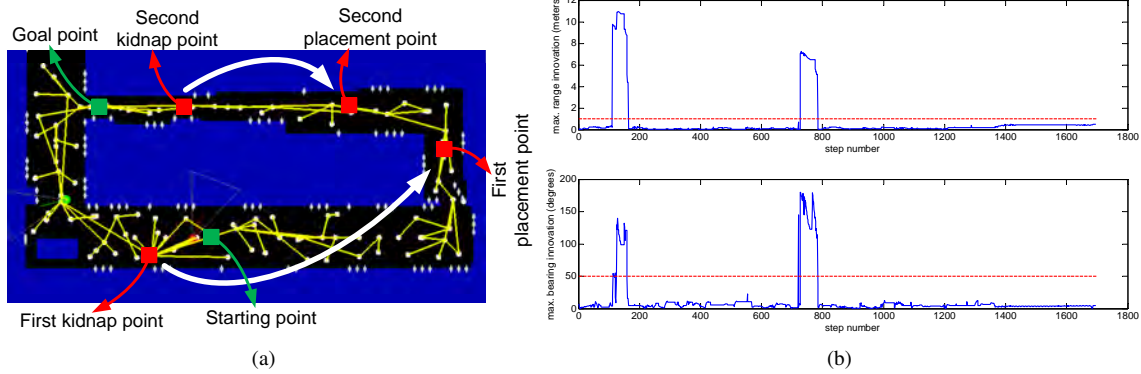 Goal point
Second
kidnap point
Second
placement point
First
placement point
First kidnap point
Starting point
(a)
max. range innovation (meters)
12
10
8
6
4
2
0
0 200 400 600 800 1000 1200 1400 1600 1800
step number
max. bearing innovation (degrees)
200
150
100
50
0
0 200 400 600 800 1000 1200 1400 1600 1800
step number
(b)